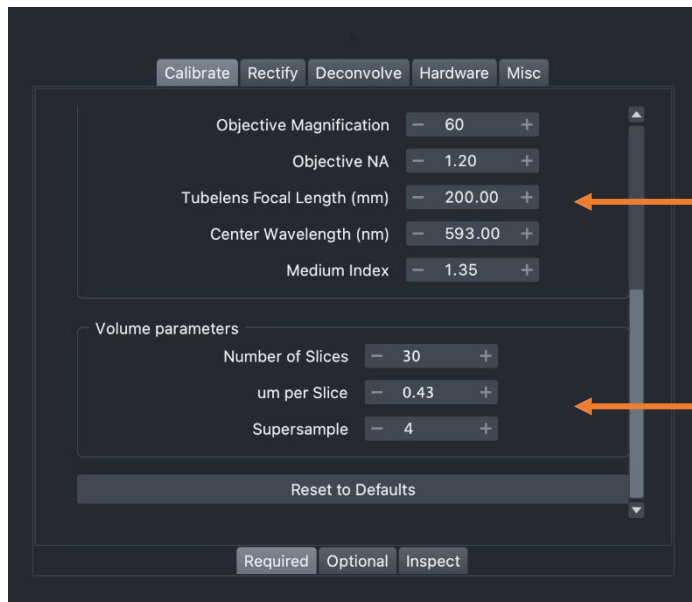 Calibrate Rectify Deconvolve Hardware Misc
Objective Magnification − 60 +
Objective NA − 1.20 +
Tubelens Focal Length (mm) − 200.00 +
Center Wavelength (nm) − 593.00 +
Medium Index − 1.35 +
Volume parameters
Number of Slices − 30 +
um per Slice − 0.43 +
Supersample − 4 +
Reset to Defaults
Required Optional Inspect